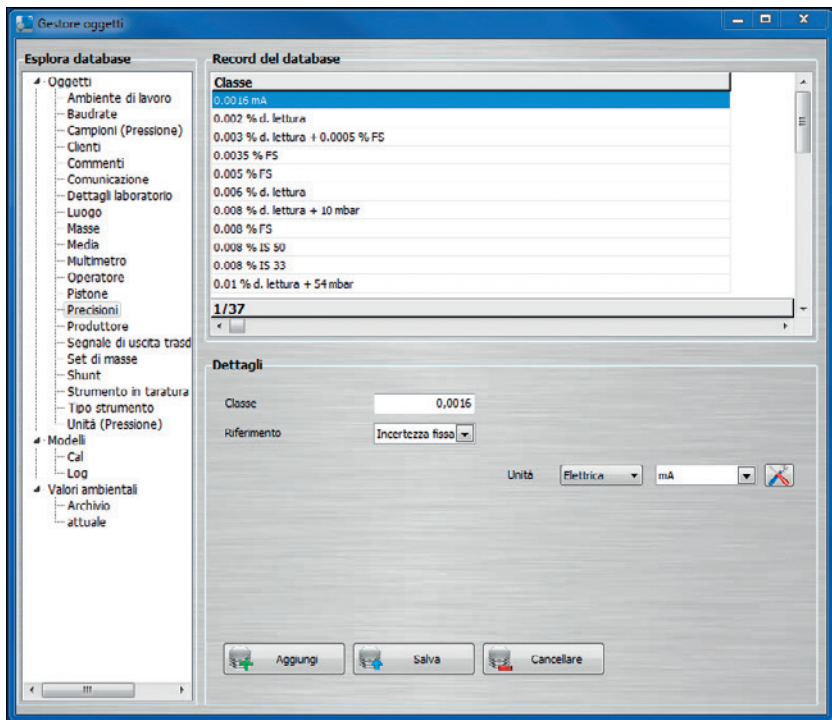 Gestore oggetti
Esplora database
Oggetti
Ambiente di lavoro
Baudrate
Campioni (Pressione)
Clienti
Commenti
Comunicazione
Dettagli laboratorio
Luogo
Masse
Media
Multimetro
Operatore
Pistone
Precisioni
Produttore
Segnale di uscita trasd
Set di masse
Shunt
Strumento in taratura
Tipo strumento
Unità (Pressione)
Modelli
Cal
Log
Valori ambientali
Archivio
attuale
Record del database
Classe
0.0016 mA
0.002 % d. lettura
0.003 % d. lettura + 0.0005 % FS
0.0035 % FS
0.005 % FS
0.006 % d. lettura
0.008 % d. lettura + 10 mbar
0.008 % FS
0.008 % IS 50
0.008 % IS 33
0.01 % d. lettura + 54 mbar
1/37
Dettagli
Classe 0,0016
Riferimento Incertezza fissa
Unità Elettrica mA
Aggiungi Salva Cancellare